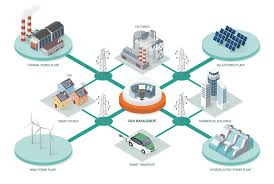 THERMAL POWER PLANT
FACTORIES
SOLAR POWER PLANT
SMART HOUSES
GRID MANAGEMENT
COMMERCIAL BUILDINGS
WIND POWER PLANT
SMART TRANSPORT
HYDROELECTRIC POWER PLANT